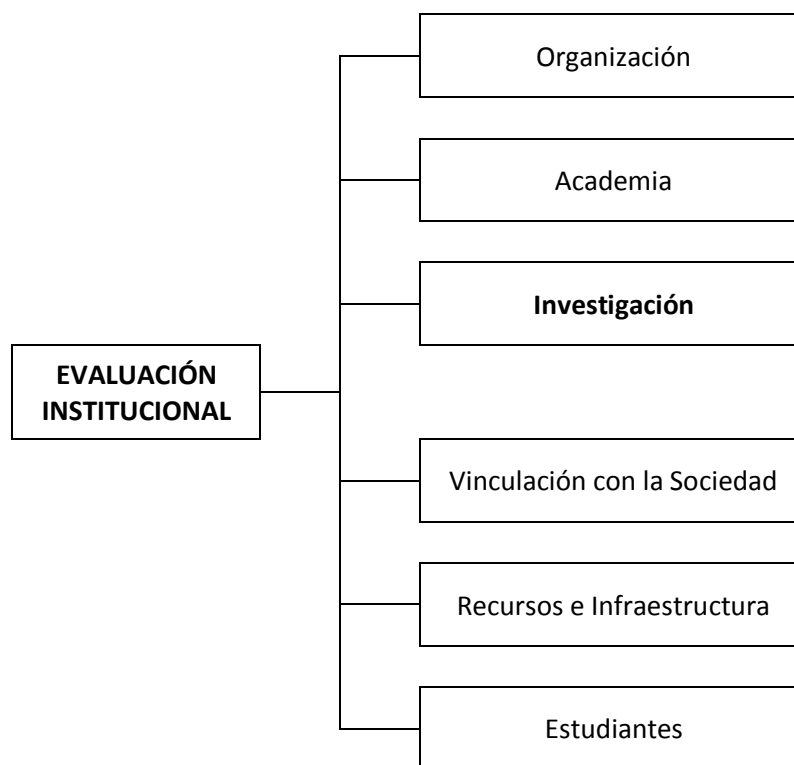 Organización
Academia
Investigación
EVALUACIÓN
INSTITUCIONAL
Vinculación con la Sociedad
Recursos e Infraestructura
Estudiantes